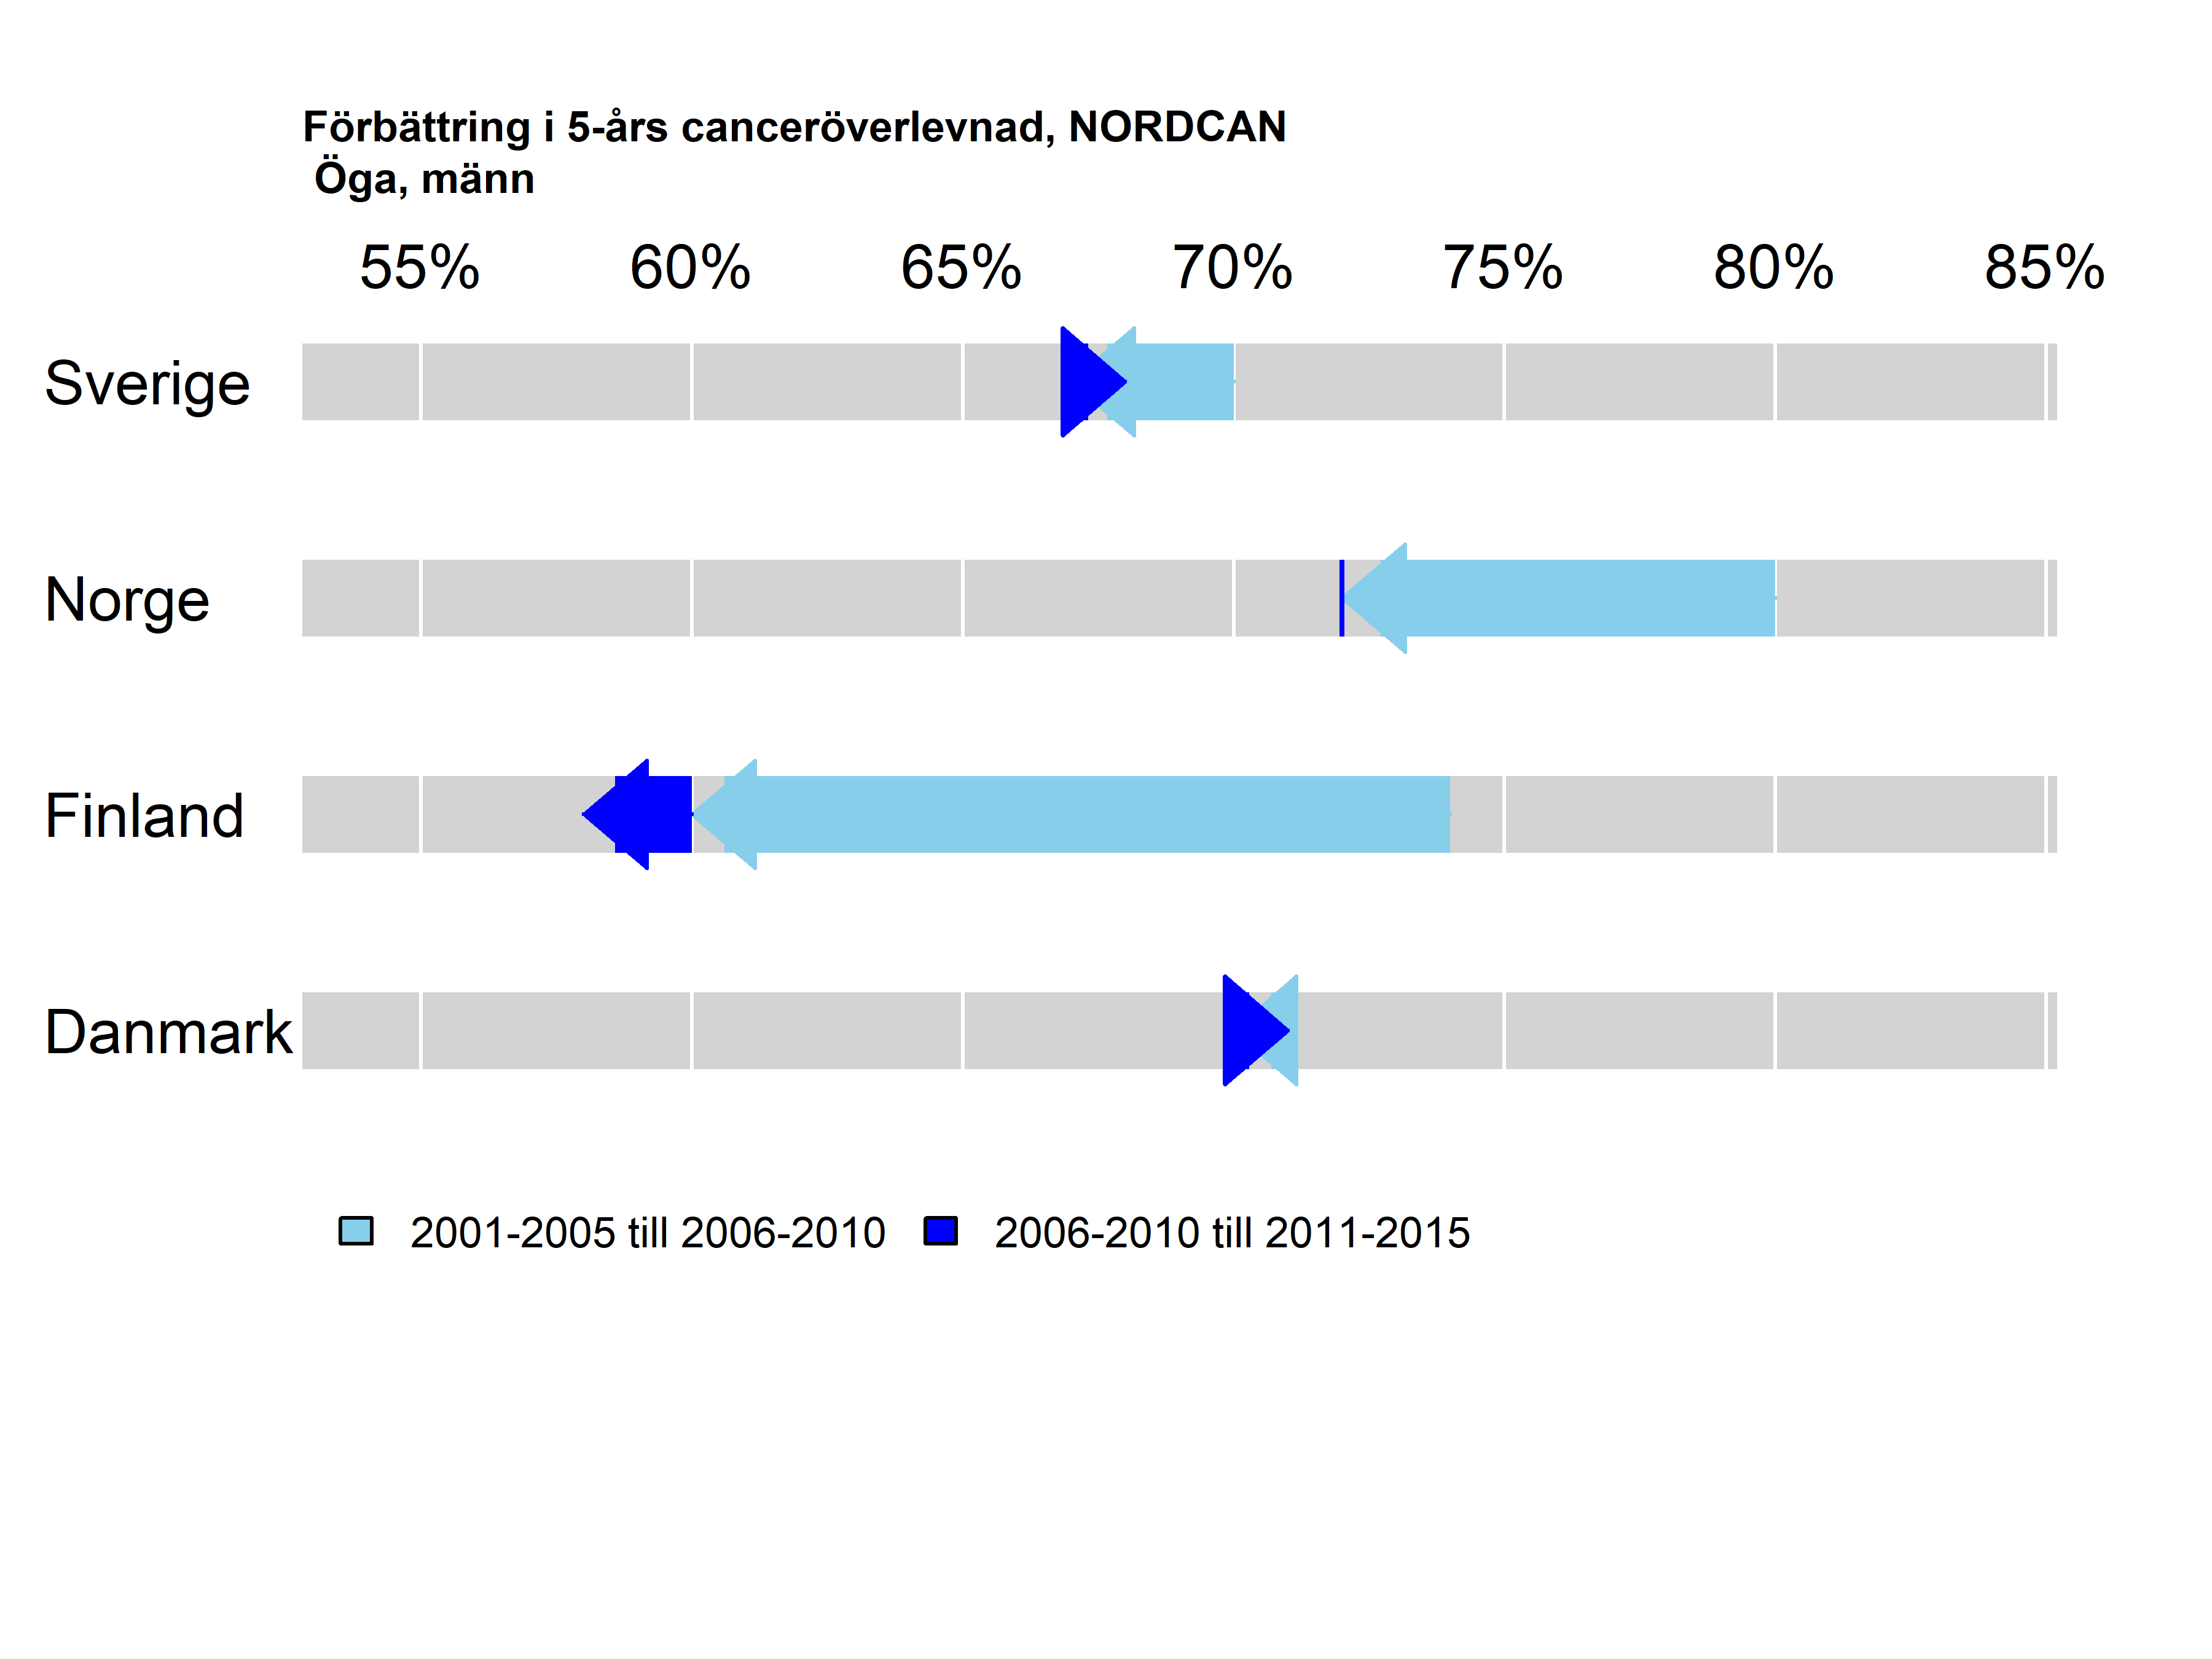 Förbättring i 5-års canceröverlevnad, NORDCAN
Öga, männ
55% 60% 65% 70% 75% 80% 85%
Sverige
Norge
Finland
Danmark
2001-2005 till 2006-2010 2006-2010 till 2011-2015